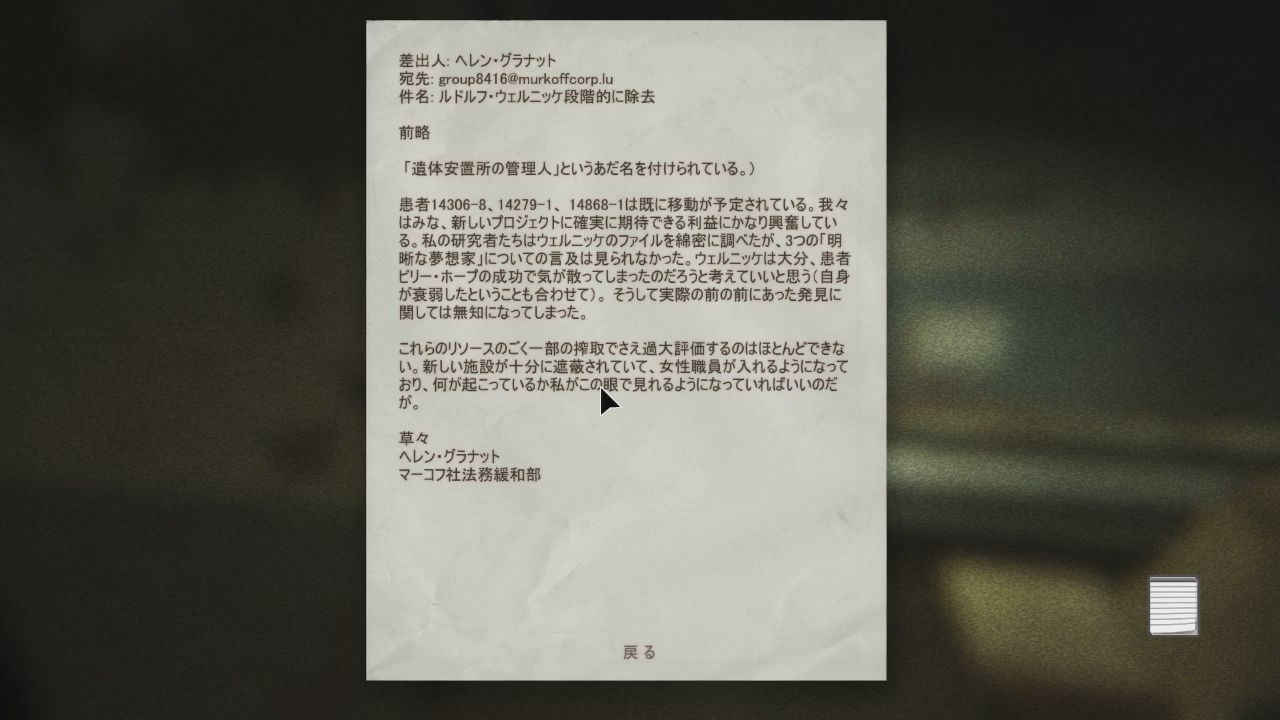 差出人: ヘレン・グラナット
宛先: group8416@murkoffcorp.lu
件名: ルドルフ・ウェルニッケ段階的に除去
前略
「遺体安置所の管理人」というあだ名を付けられている。）
患者14306-8、14279-1、 14868-1は既に移動が予定されている。我々
はみな、新しいプロジェクトに確実に期待できる利益にかなり興奮してい
る。私の研究者たちはウェルニッケのファイルを綿密に調べたが、3つの「明
晰な夢想家」についての言及は見られなかった。ウェルニッケは大分、患者
ビリー・ホープの成功で気が散ってしまったのだろうと考えていいと思う（自身
が衰弱したということも合わせて）。そうして実際の前の前にあった発見に
関しては無知になってしまった。
これらのリソースのごく一部の搾取でさえ過大評価するのはほとんどできな
い。新しい施設が十分に遮蔽されていて、女性職員が入れるようになって
おり、何が起こっているか私がこの眼で見れるようになっていればいいのだ
が。
草々
ヘレン・グラナット
マーコフ社法務緩和部
戻る